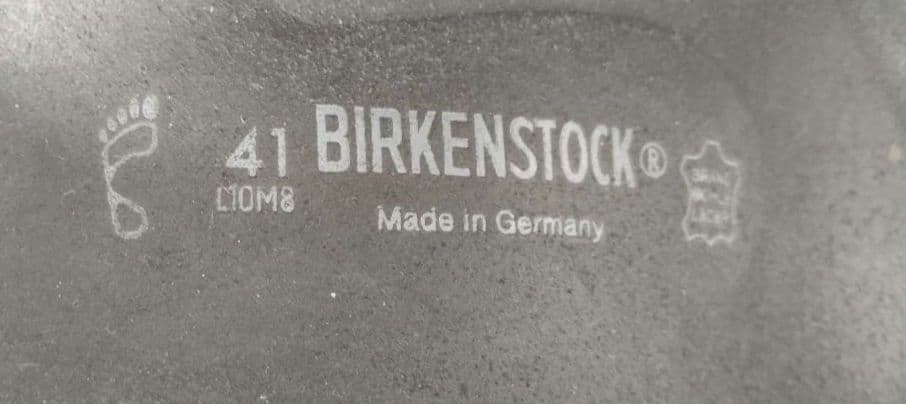 41 BIRKENSTOCK®
L10M8
Made in Germany